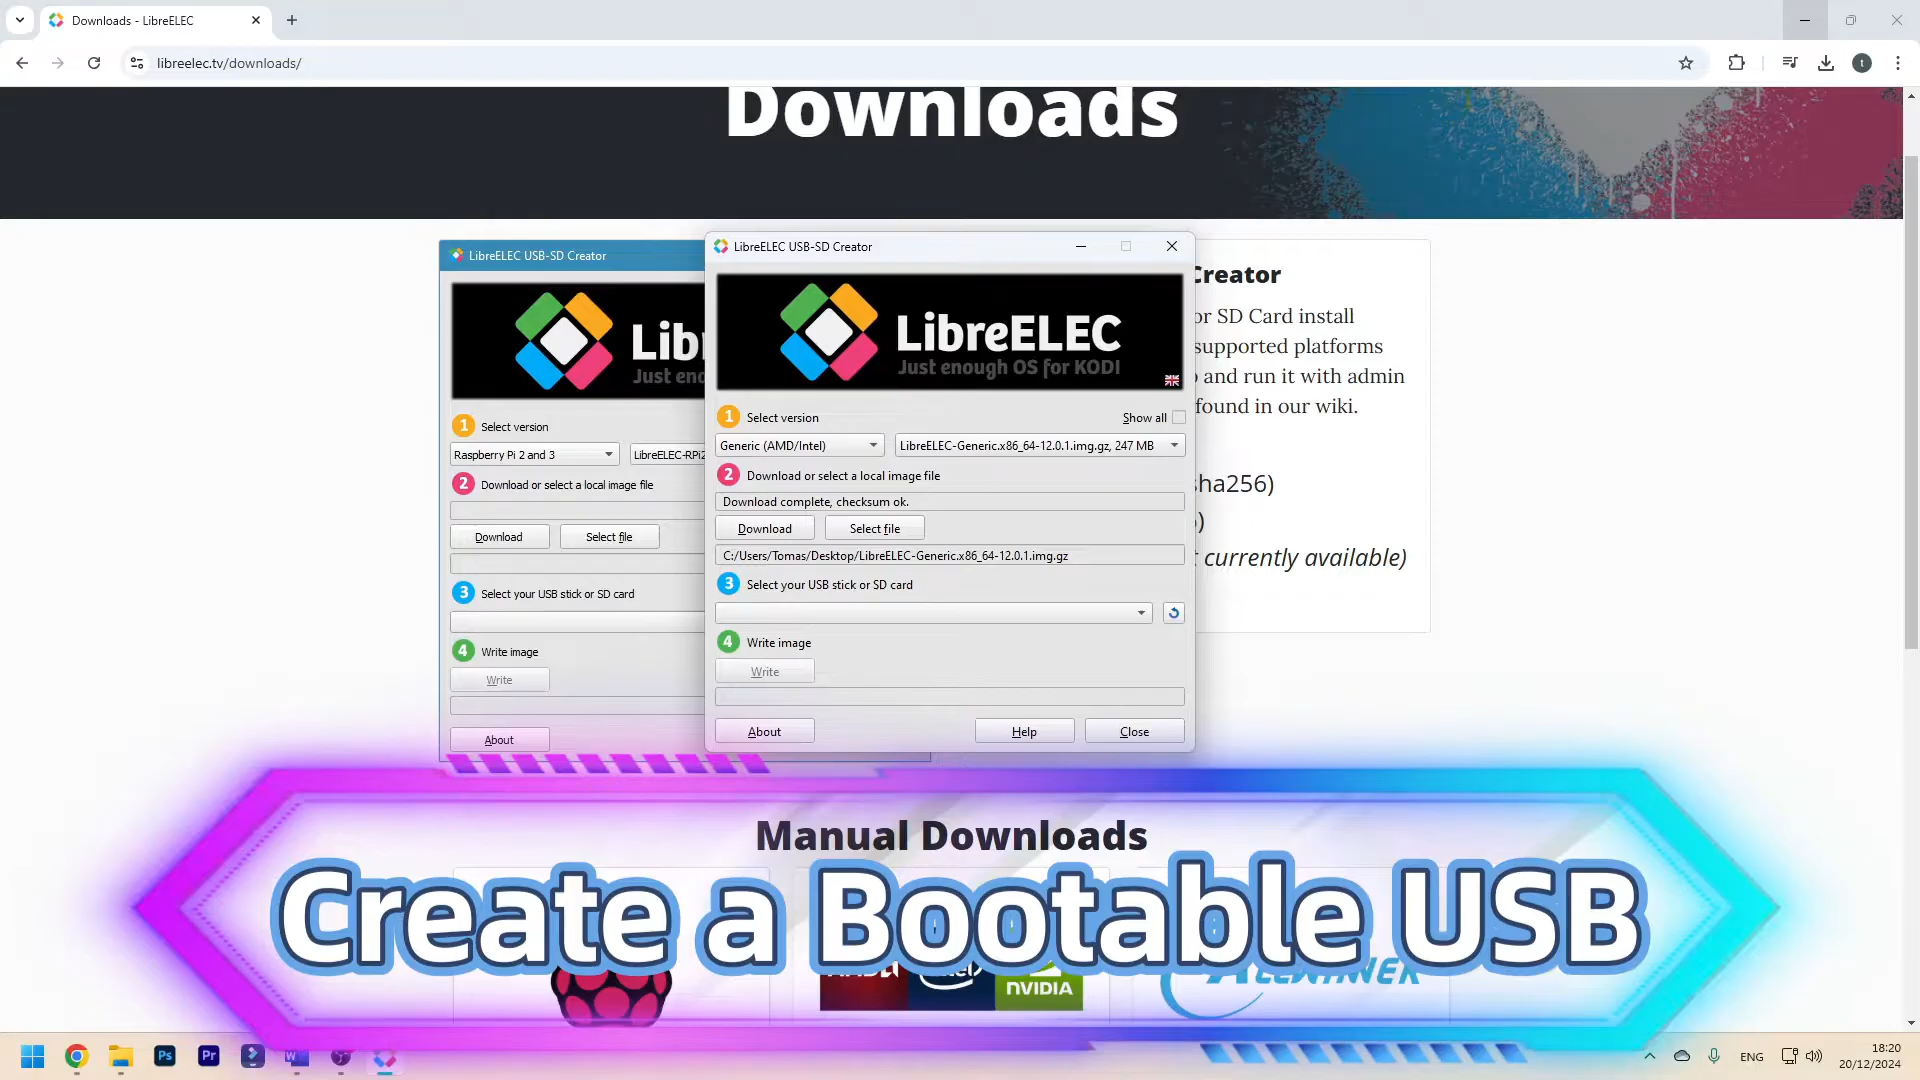 Downloads - LibreELEC
libreelec.tv/downloads/
t
Downloads
LibreELEC USB-SD Creator
Just
Select version
Raspberry Pi 2 and 3
Download or select a local image file
Download
Select file
Select your USB stick or SD card
Write image
Write
About
1
2
3
4
LibreELEC USB-SD Creator
LibreELEC
Just enough OS for KODI
1 Select version
Show all
Generic (AMD/Intel)
LibreELEC-Generic.x86_64-12.0.1.img.gz, 247 MB
2 Download or select a local image file
Download complete, checksum ok.
Download
Select file
C:/Users/Tomas/Desktop/LibreELEC-Generic.x86_64-12.0.1.img.gz
3 Select your USB stick or SD card
4 Write image
Write
About
Help
Close
Creator
or SD Card install
supported platforms
and run it with admin
found in our wiki.
currently available)
Manual Downloads
Create a Bootable USB
NVIDIA
Ps
Pr
W
ENG
18:20
20/12/2024